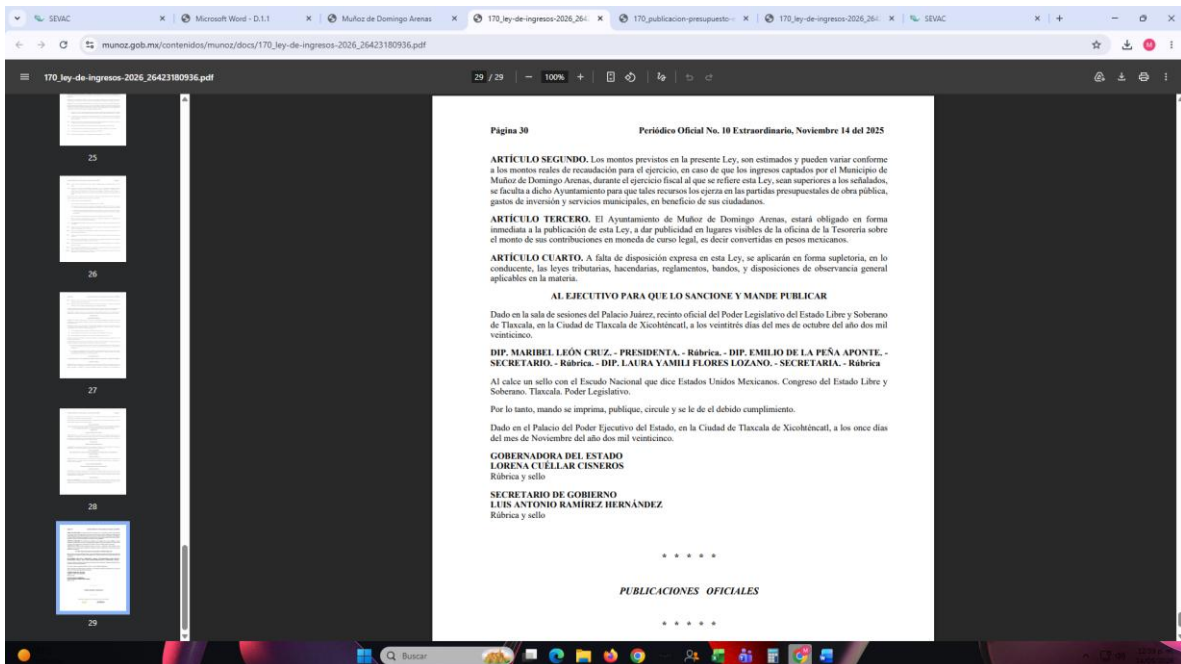 SEVAC
Microsoft Word - D.1.1
Muñoz de Domingo Arenas
170_ley-de-ingresos-2026_264
170_publicacion-presupuesto-
170_ley-de-ingresos-2026_264
SEVAC
munoz.gob.mx/contenidos/munoz/docs/170_ley-de-ingresos-2026_26423180936.pdf
170_ley-de-ingresos-2026_26423180936.pdf
29 / 29
100%
25
26
27
28
29
Página 30 Periódico Oficial No. 10 Extraordinario, Noviembre 14 del 2025
ARTÍCULO SEGUNDO. Los montos previstos en la presente Ley, son estimados y pueden variar conforme
a los montos reales de recaudación para el ejercicio, en caso de que los ingresos captados por el Municipio de
Muñoz de Domingo Arenas, durante el ejercicio fiscal al que se refiere esta Ley, sean superiores a los señalados,
se faculta a dicho Ayuntamiento para que tales recursos los ejerza en las partidas presupuestales de obra pública,
gastos de inversión y servicios municipales, en beneficio de sus ciudadanos.
ARTÍCULO TERCERO. El Ayuntamiento de Muñoz de Domingo Arenas, estará obligado en forma
inmediata a la publicación de esta Ley, a dar publicidad en lugares visibles de la oficina de la Tesorería sobre
el monto de sus contribuciones en moneda de curso legal, es decir convertidas en pesos mexicanos.
ARTÍCULO CUARTO. A falta de disposición expresa en esta Ley, se aplicarán en forma supletoria, en lo
conducente, las leyes tributarias, hacendarias, reglamentos, bandos, y disposiciones de observancia general
aplicables en la materia.
AL EJECUTIVO PARA QUE LO SANCIONE Y MANDE PUBLICAR
Dado en la sala de sesiones del Palacio Juárez, recinto oficial del Poder Legislativo del Estado Libre y Soberano
de Tlaxcala, en la Ciudad de Tlaxcala de Xicohténcatl, a los veintitrés días del mes de octubre del año dos mil
veinticinco.
DIP. MARIBEL LEÓN CRUZ. - PRESIDENTA. - Rúbrica. - DIP. EMILIO DE LA PEÑA APONTE. -
SECRETARIO. - Rúbrica. - DIP. LAURA YAMILI FLORES LOZANO. - SECRETARIA. - Rúbrica
Al calce un sello con el Escudo Nacional que dice Estados Unidos Mexicanos. Congreso del Estado Libre y
Soberano. Tlaxcala. Poder Legislativo.
Por lo tanto, mando se imprima, publique, circule y se le de el debido cumplimiento.
Dado en el Palacio del Poder Ejecutivo del Estado, en la Ciudad de Tlaxcala de Xicohténcatl, a los once días
del mes de Noviembre del año dos mil veinticinco.
GOBERNADORA DEL ESTADO
LORENA CUÉLLAR CISNEROS
Rúbrica y sello
SECRETARIO DE GOBIERNO
LUIS ANTONIO RAMÍREZ HERNÁNDEZ
Rúbrica y sello
* * * * *
PUBLICACIONES OFICIALES
* * * * *
Buscar